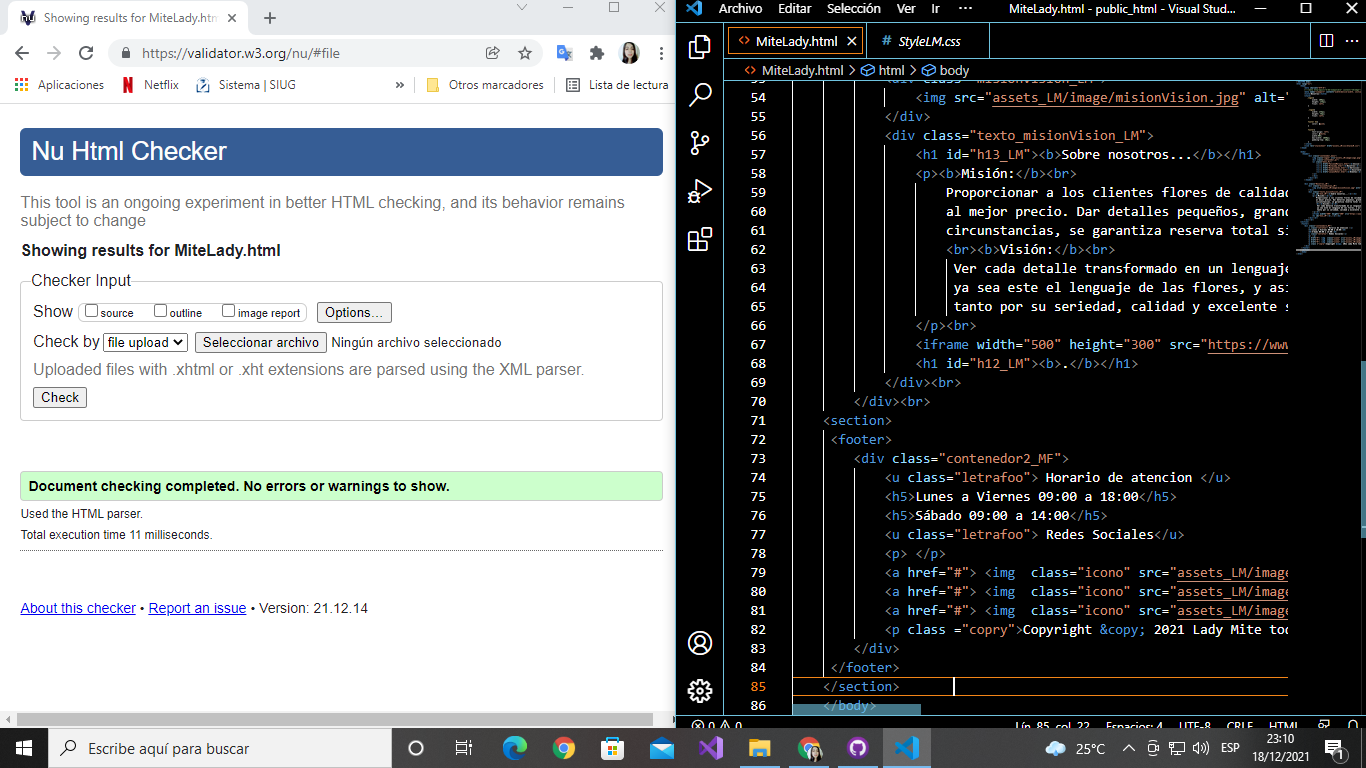 Showing results for MiteLady.htm
https://validator.w3.org/nu/#file
Aplicaciones
Netflix
Sistema | SIUG
»
Otros marcadores
Lista de lectura
Nu Html Checker
This tool is an ongoing experiment in better HTML checking, and its behavior remains
subject to change
Showing results for MiteLady.html
Checker Input
Show source outline image report Options...
Check by file upload Seleccionar archivo Ningún archivo seleccionado
Uploaded files with .xhtml or .xht extensions are parsed using the XML parser.
Check
Document checking completed. No errors or warnings to show.
Used the HTML parser.
Total execution time 11 milliseconds.
About this checker • Report an issue • Version: 21.12.14
Archivo Editar Selección Ver Ir ··· MiteLady.html - public_html - Visual Stud...
<> MiteLady.html # StyleLM.css
<> MiteLady.html > html > body
54 <img src="assets_LM/image/misionVision.jpg" alt="
55 </div>
56 <div class="texto_misionVision_LM">
57 <h1 id="h13_LM"><b>Sobre nosotros...</b></h1>
58 <p><b>Misión:</b><br>
59 Proporcionar a los clientes flores de calidad
60 al mejor precio. Dar detalles pequeños, grand
61 circunstancias, se garantiza reserva total si
62 <br><b>Visión:</b><br>
63 Ver cada detalle transformado en un lenguaje
64 ya sea este el lenguaje de las flores, y asi
65 tanto por su seriedad, calidad y excelente s
66 </p><br>
67 <iframe width="500" height="300" src="https://www
68 <h1 id="h12_LM"><b>.</b></h1>
69 </div><br>
70 </div><br>
71 <section>
72 <footer>
73 <div class="contenedor2_MF">
74 <u class="letrafoo"> Horario de atencion </u>
75 <h5>Lunes a Viernes 09:00 a 18:00</h5>
76 <h5>Sábado 09:00 a 14:00</h5>
77 <u class="letrafoo"> Redes Sociales</u>
78 <p> </p>
79 <a href="#"> <img  class="icono" src="assets_LM/image
80 <a href="#"> <img  class="icono" src="assets_LM/image
81 <a href="#"> <img  class="icono" src="assets_LM/image
82 <p class ="copry">Copyright &copy; 2021 Lady Mite tod
83 </div>
84 </footer>
85 </section>
86 </body>
0 0 Lín. 85, col. 22 Espacios: 4 UTF-8 CRLF HTML
Escribe aquí para buscar
25°C
ESP
23:10
18/12/2021
1